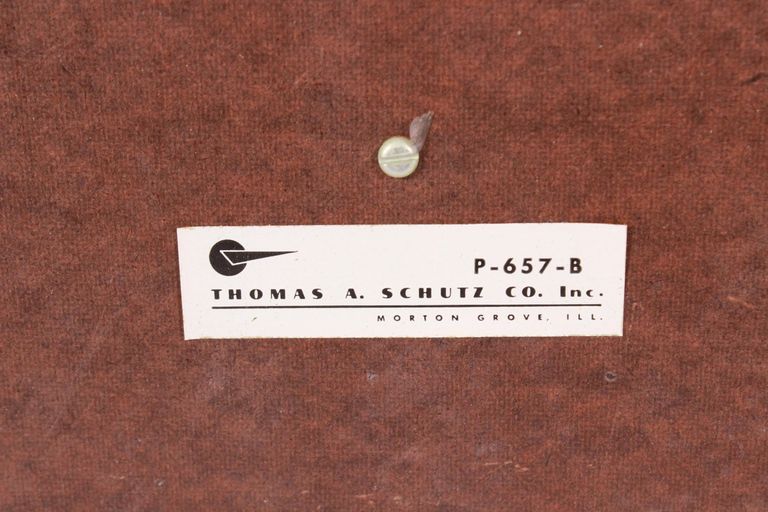 P-657-B
THOMAS A. SCHUTZ CO. Inc.
MORTON GROVE, ILL.